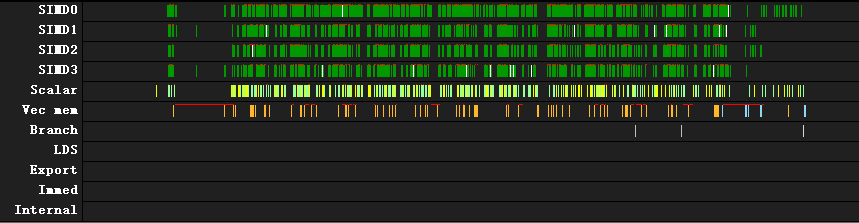 SIMD0
SIMD1
SIMD2
SIMD3
Scalar
Vec mem
Branch
LDS
Export
Immed
Internal